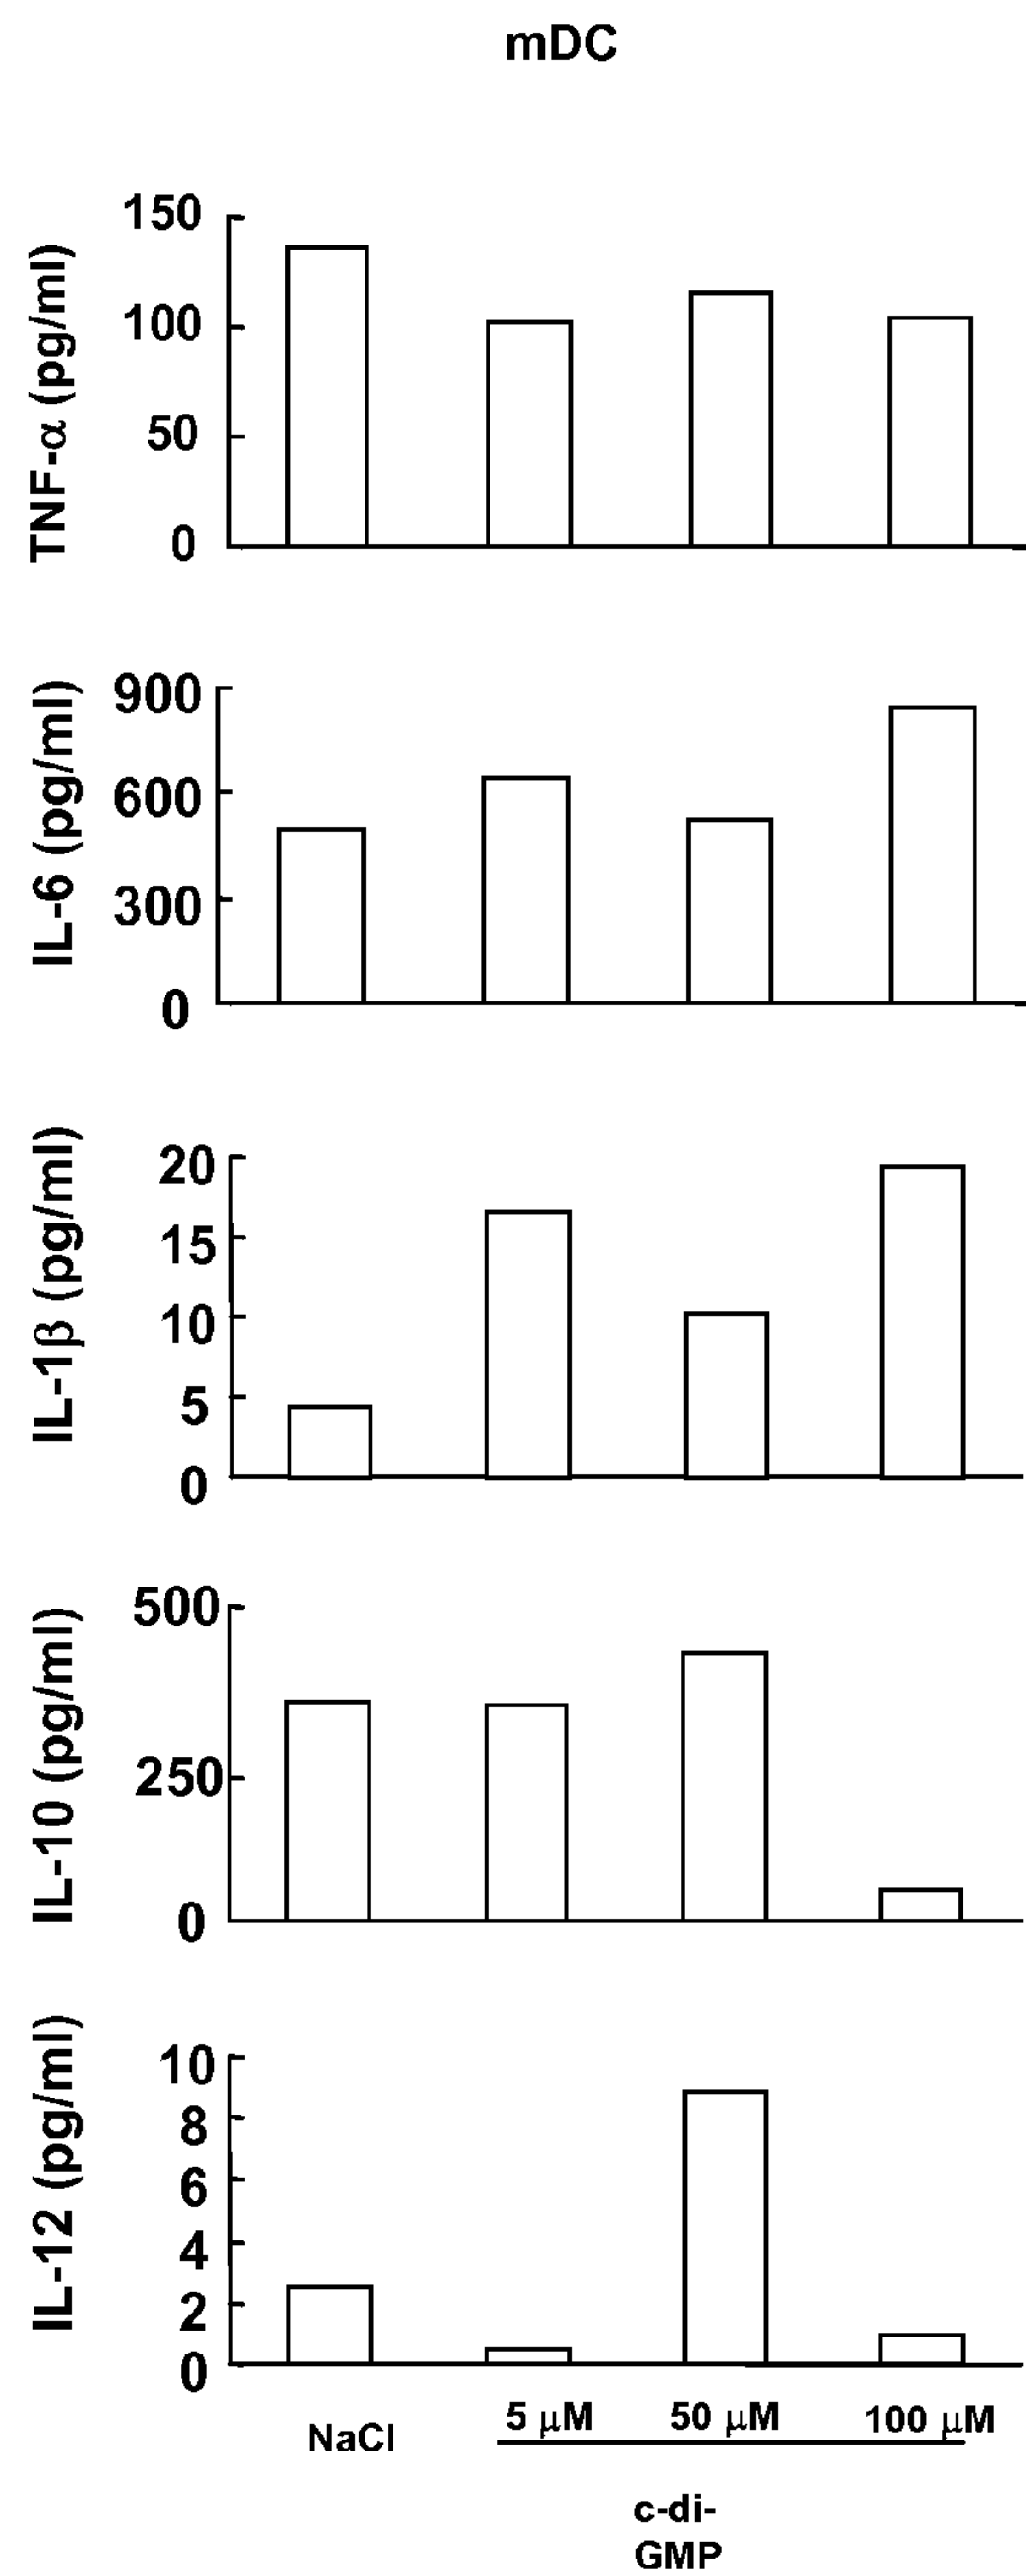 mDC
TNF-α (pg/ml)
150
100
50
0
IL-6 (pg/ml)
900
600
300
0
IL-1β (pg/ml)
20
15
10
5
0
IL-10 (pg/ml)
500
250
0
IL-12 (pg/ml)
10
8
6
4
2
0
NaCl
5 μM
50 μM
100 μM
c-di-
GMP